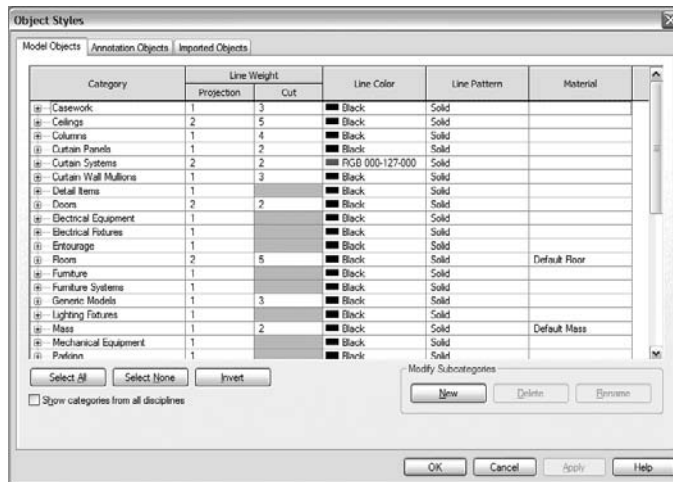 Object Styles
Model Objects Annotation Objects Imported Objects
Category Line Weight Line Color Line Pattern Material
Projection Cut
Casework 1 3 Black Solid
Ceilings 2 5 Black Solid
Columns 1 4 Black Solid
Curtain Panels 1 2 Black Solid
Curtain Systems 2 2 RGB 000-127-000 Solid
Curtain Wall Mullions 1 3 Black Solid
Detail Items 1 Black Solid
Doors 2 2 Black Solid
Electrical Equipment 1 Black Solid
Electrical Fixtures 1 Black Solid
Entourage 1 Black Solid
Floors 2 5 Black Solid Default Floor
Furniture 1 Black Solid
Furniture Systems 1 Black Solid
Generic Models 1 3 Black Solid
Lighting Fixtures 1 Black Solid
Mass 1 2 Black Solid Default Mass
Mechanical Equipment 1 Black Solid
Parking 1 Black Solid
Select All Select None Invert
Modify Subcategories
New Delete Rename
Show categories from all disciplines
OK Cancel Apply Help